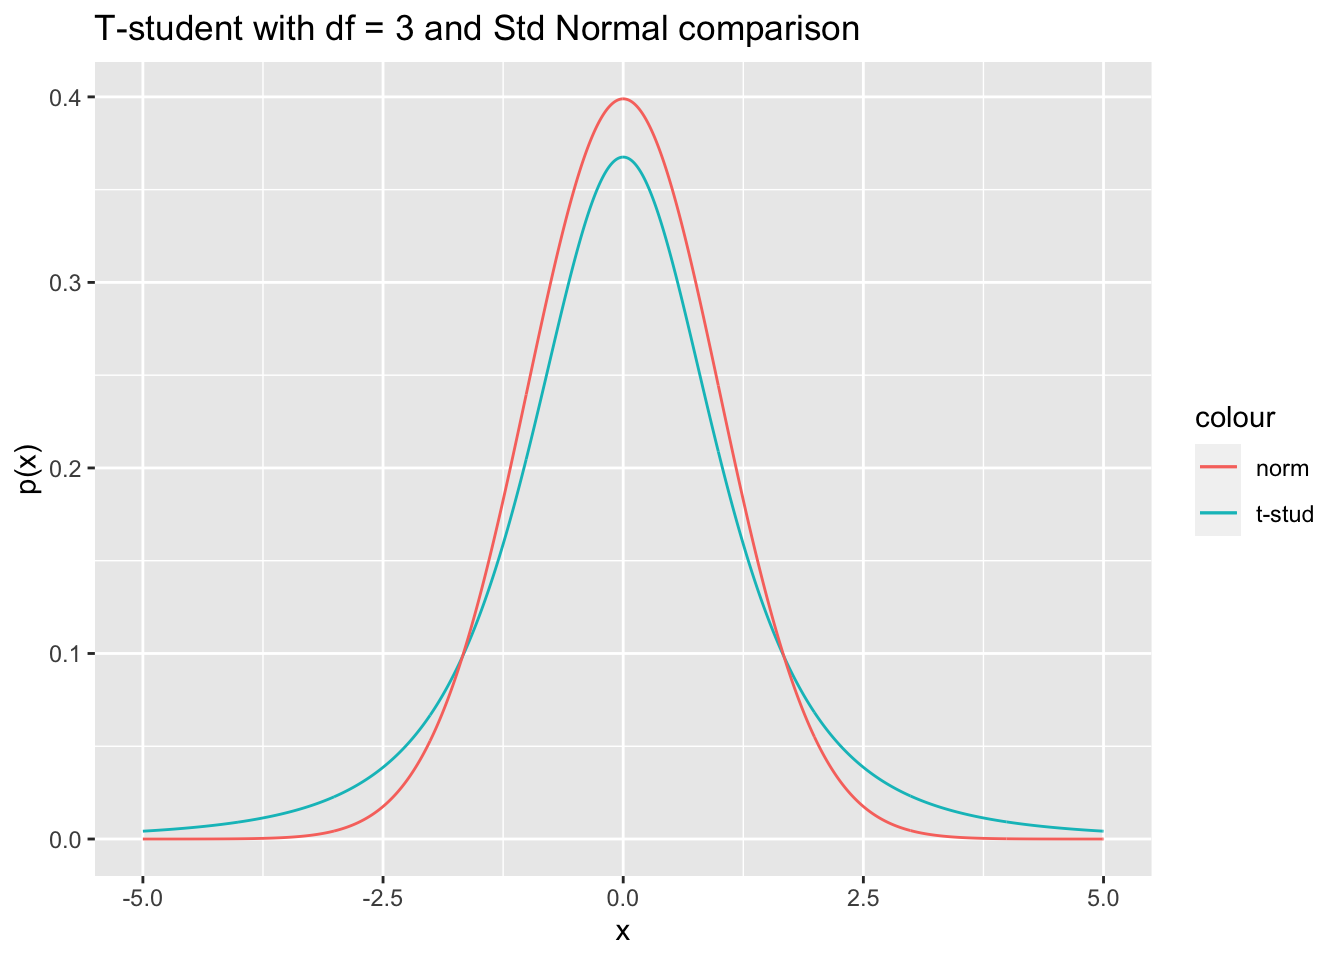 T-student with df = 3 and Std Normal comparison
0.4
0.3
0.2
0.1
0.0
p(x)
-5.0
-2.5
0.0
2.5
5.0
x
colour
norm
t-stud